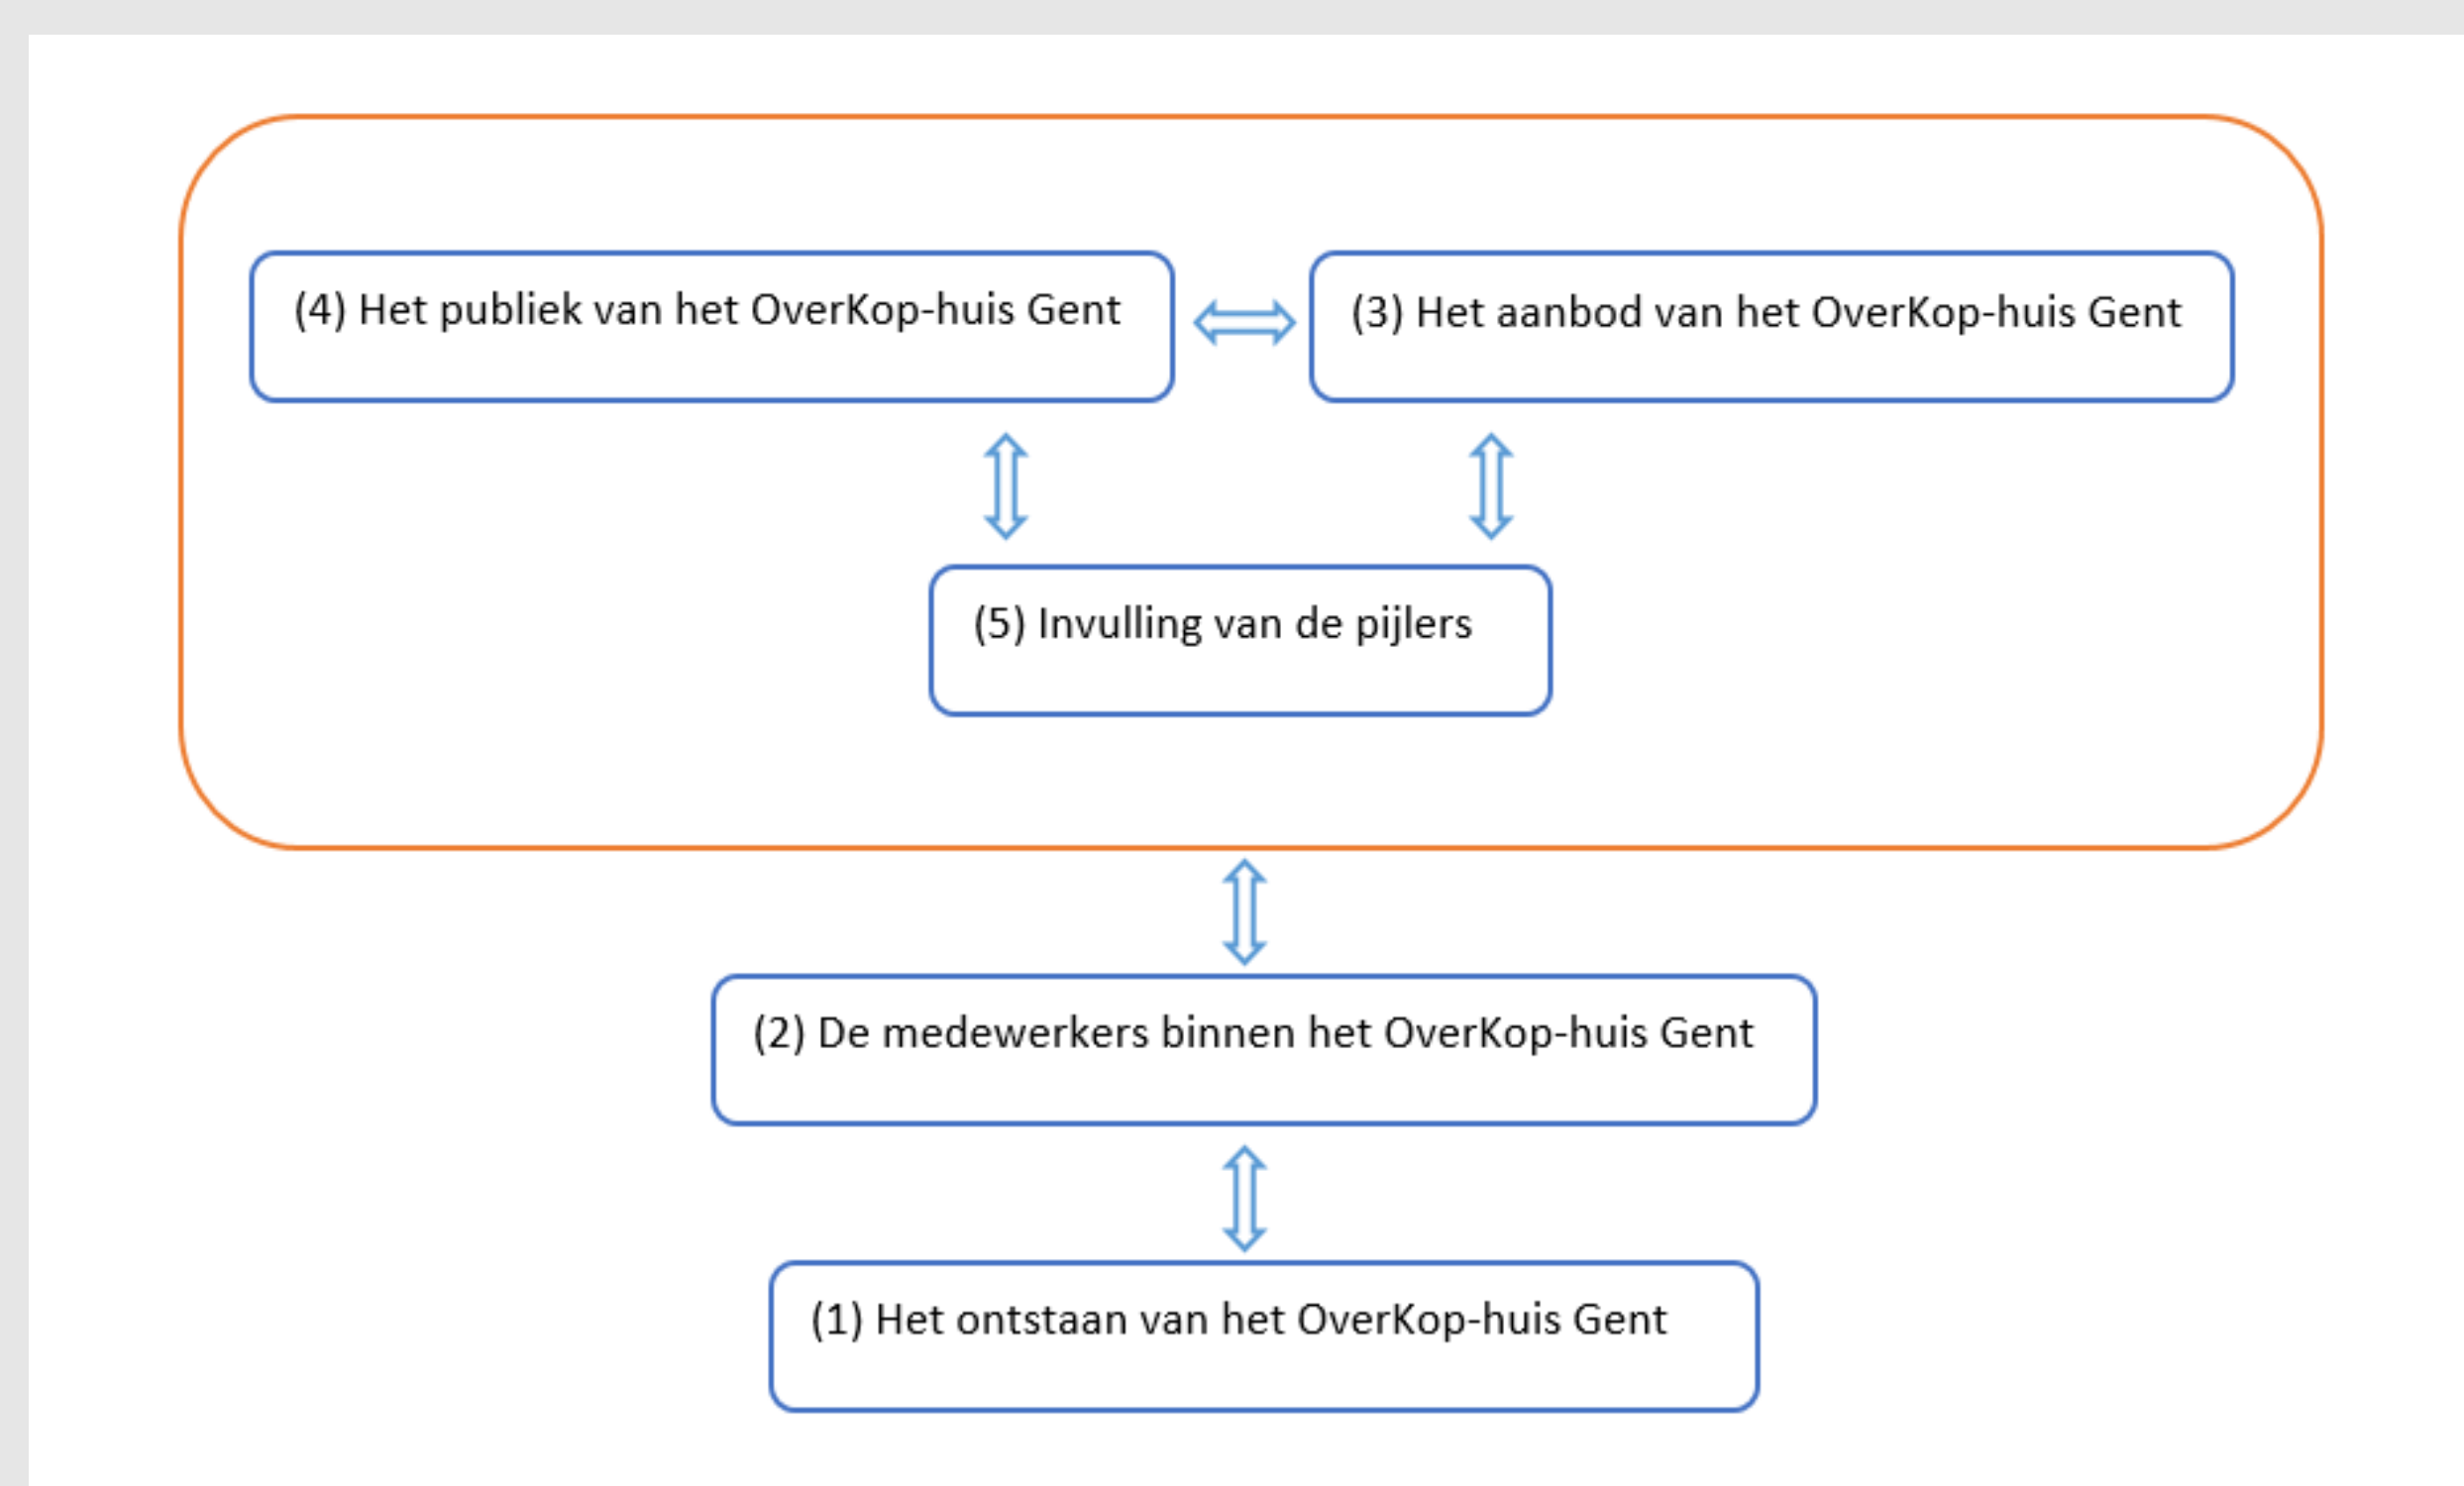 (4) Het publiek van het OverKop-huis Gent
(3) Het aanbod van het OverKop-huis Gent
(5) Invulling van de pijlers
(2) De medewerkers binnen het OverKop-huis Gent
(1) Het ontstaan van het OverKop-huis Gent